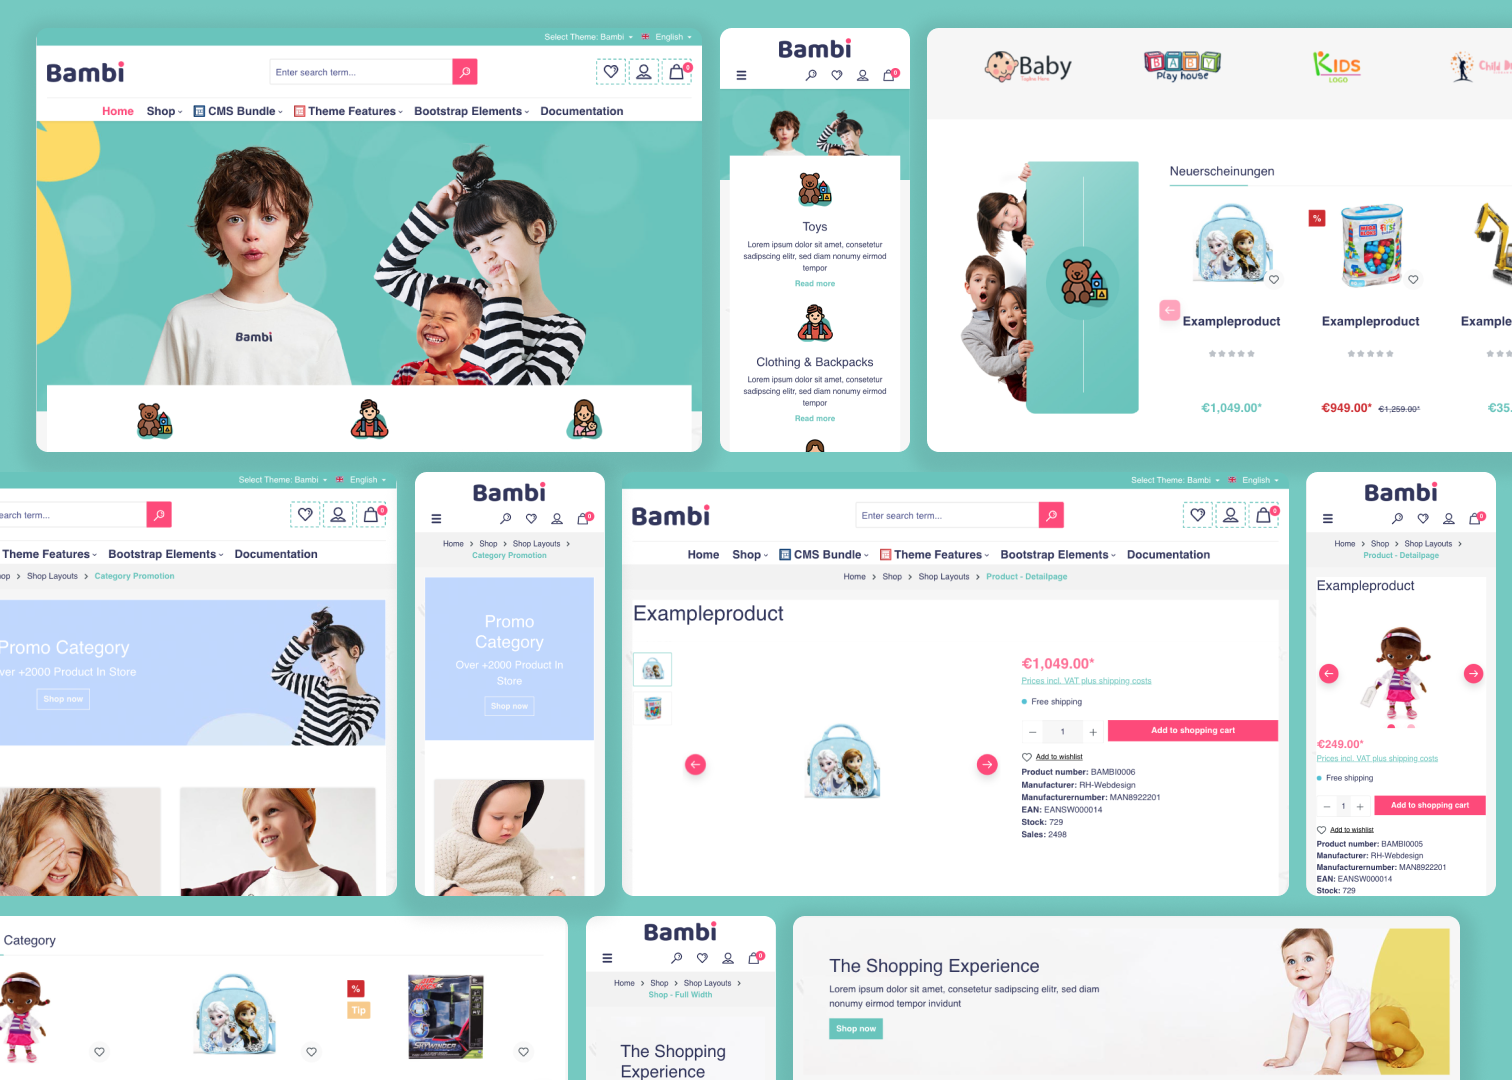 Select Theme: Bambi English
Bambi
Enter search term...
0
Home Shop CMS Bundle Theme Features Bootstrap Elements Documentation
Bambi
Bambi
0
Toys
Lorem ipsum dolor sit amet, consetetur
sadipscing elitr, sed diam nonumy eirmod
tempor
Read more
Clothing & Backpacks
Lorem ipsum dolor sit amet, consetetur
sadipscing elitr, sed diam nonumy eirmod
tempor
Read more
Baby
BABY
Play house
KIDS
LOGO
Child D
Neuerscheinungen
%
Exampleproduct
Exampleproduct
Example
€1,049.00*
€949.00* €1,259.00*
€35.
Select Theme: Bambi English
earch term...
0
Theme Features Bootstrap Elements Documentation
op > Shop Layouts > Category Promotion
Promo Category
ver +2000 Product In Store
Shop now
Bambi
0
Home > Shop > Shop Layouts >
Category Promotion
Promo
Category
Over +2000 Product In
Store
Shop now
Select Theme: Bambi English
Bambi
Enter search term...
0
Home Shop CMS Bundle Theme Features Bootstrap Elements Documentation
Home > Shop > Shop Layouts > Product - Detailpage
Exampleproduct
€1,049.00*
Prices incl. VAT plus shipping costs
Free shipping
− 1 + Add to shopping cart
Add to wishlist
Product number: BAMBI0006
Manufacturer: RH-Webdesign
Manufacturernumber: MAN8922201
EAN: EANSW000014
Stock: 729
Sales: 2498
Bambi
0
Home > Shop > Shop Layouts >
Product - Detailpage
Exampleproduct
€249.00*
Prices incl. VAT plus shipping costs
Free shipping
− 1 + Add to shopping cart
Add to wishlist
Product number: BAMBI0005
Manufacturer: RH-Webdesign
Manufacturernumber: MAN8922201
EAN: EANSW000014
Stock: 729
Category
%
Tip
Bambi
0
Home > Shop > Shop Layouts >
Shop - Full Width
The Shopping
Experience
The Shopping Experience
Lorem ipsum dolor sit amet, consetetur sadipscing elitr, sed diam
nonumy eirmod tempor invidunt
Shop now